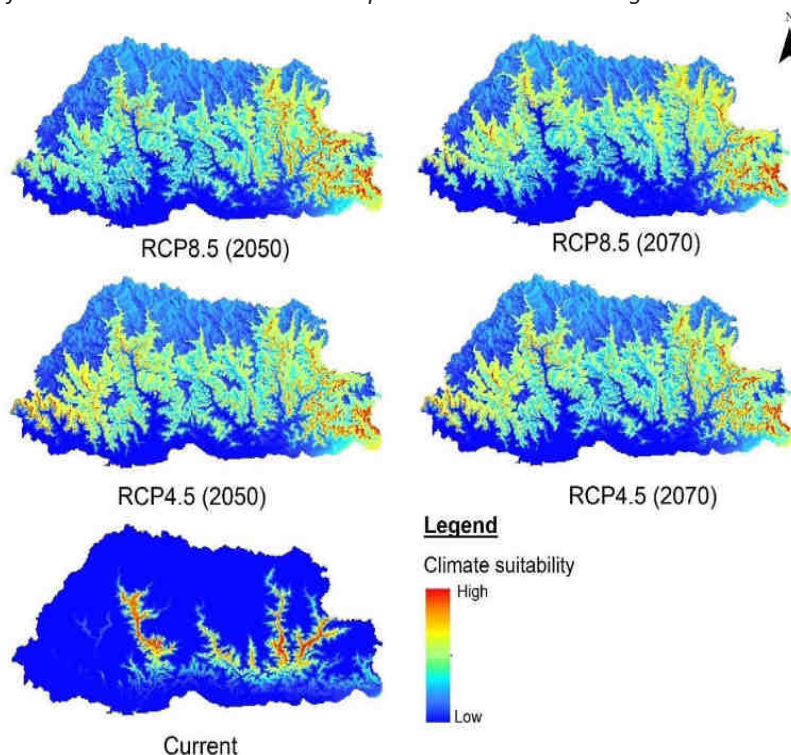 N
RCP8.5 (2050)
RCP8.5 (2070)
RCP4.5 (2050)
RCP4.5 (2070)
Legend
Climate suitability
High
Low
Current